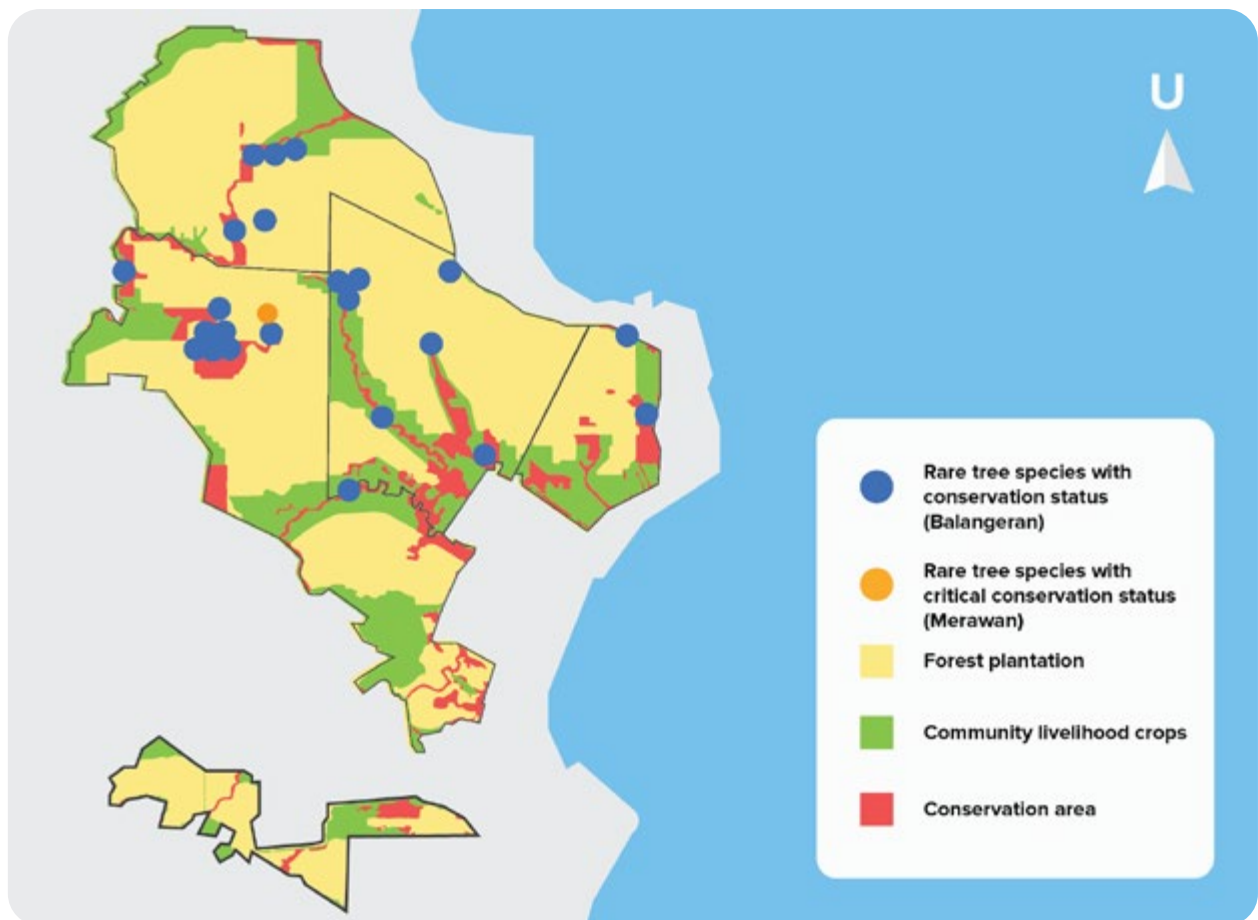 U
Rare tree species with
conservation status
(Balangeran)
Rare tree species with
critical conservation status
(Merawan)
Forest plantation
Community livelihood crops
Conservation area